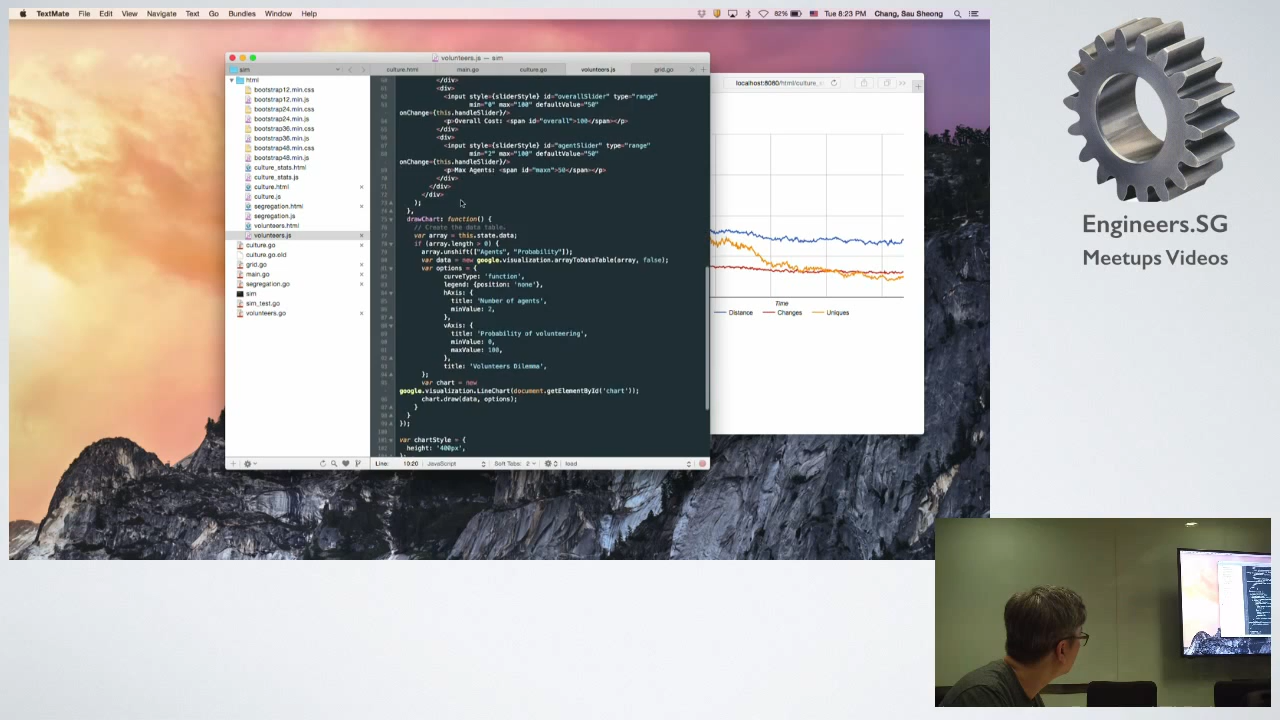 TextMate File Edit View Navigate Text Go Bundles Window Help
82% Tue 8:23 PM Chang, Sau Sheong
volunteers.js — sim
sim
culture.html main.go culture.go volunteers.js grid.go
html
bootstrap12.min.css
bootstrap12.min.js
bootstrap24.min.css
bootstrap24.min.js
bootstrap36.min.css
bootstrap36.min.js
bootstrap48.min.css
bootstrap48.min.js
culture_stats.html
culture_stats.js
culture.html
culture.js
segregation.html
segregation.js
volunteers.html
volunteers.js
culture.go
culture.go.old
grid.go
main.go
segregation.go
sim
sim_test.go
volunteers.go
</div>
<div>
<input style={sliderStyle} id="overallSlider" type="range"
min="0" max="100" defaultValue="50"
onChange={this.handleSlider}/>
<p>Overall Cost: <span id="overall">100</span></p>
</div>
<div>
<input style={sliderStyle} id="agentSlider" type="range"
min="2" max="100" defaultValue="50"
onChange={this.handleSlider}/>
<p>Max Agents: <span id="maxn">50</span></p>
</div>
</div>
</div>
);
},
drawChart: function() {
// Create the data table.
var array = this.state.data;
if (array.length > 0) {
array.unshift(["Agents", "Probability"]);
var data = new google.visualization.arrayToDataTable(array, false);
var options = {
curveType: 'function',
legend: {position: 'none'},
hAxis: {
title: 'Number of agents',
minValue: 2,
},
vAxis: {
title: 'Probability of volunteering',
minValue: 0,
maxValue: 100,
},
title: 'Volunteers Dilemma',
};
var chart = new
google.visualization.LineChart(document.getElementById('chart'));
chart.draw(data, options);
}
}
});
var chartStyle = {
height: '400px',
Line: 10:20 JavaScript Soft Tabs: 2 load
localhost:8080/html/culture_s
Time
Distance Changes Uniques
Engineers.SG
Meetups Videos